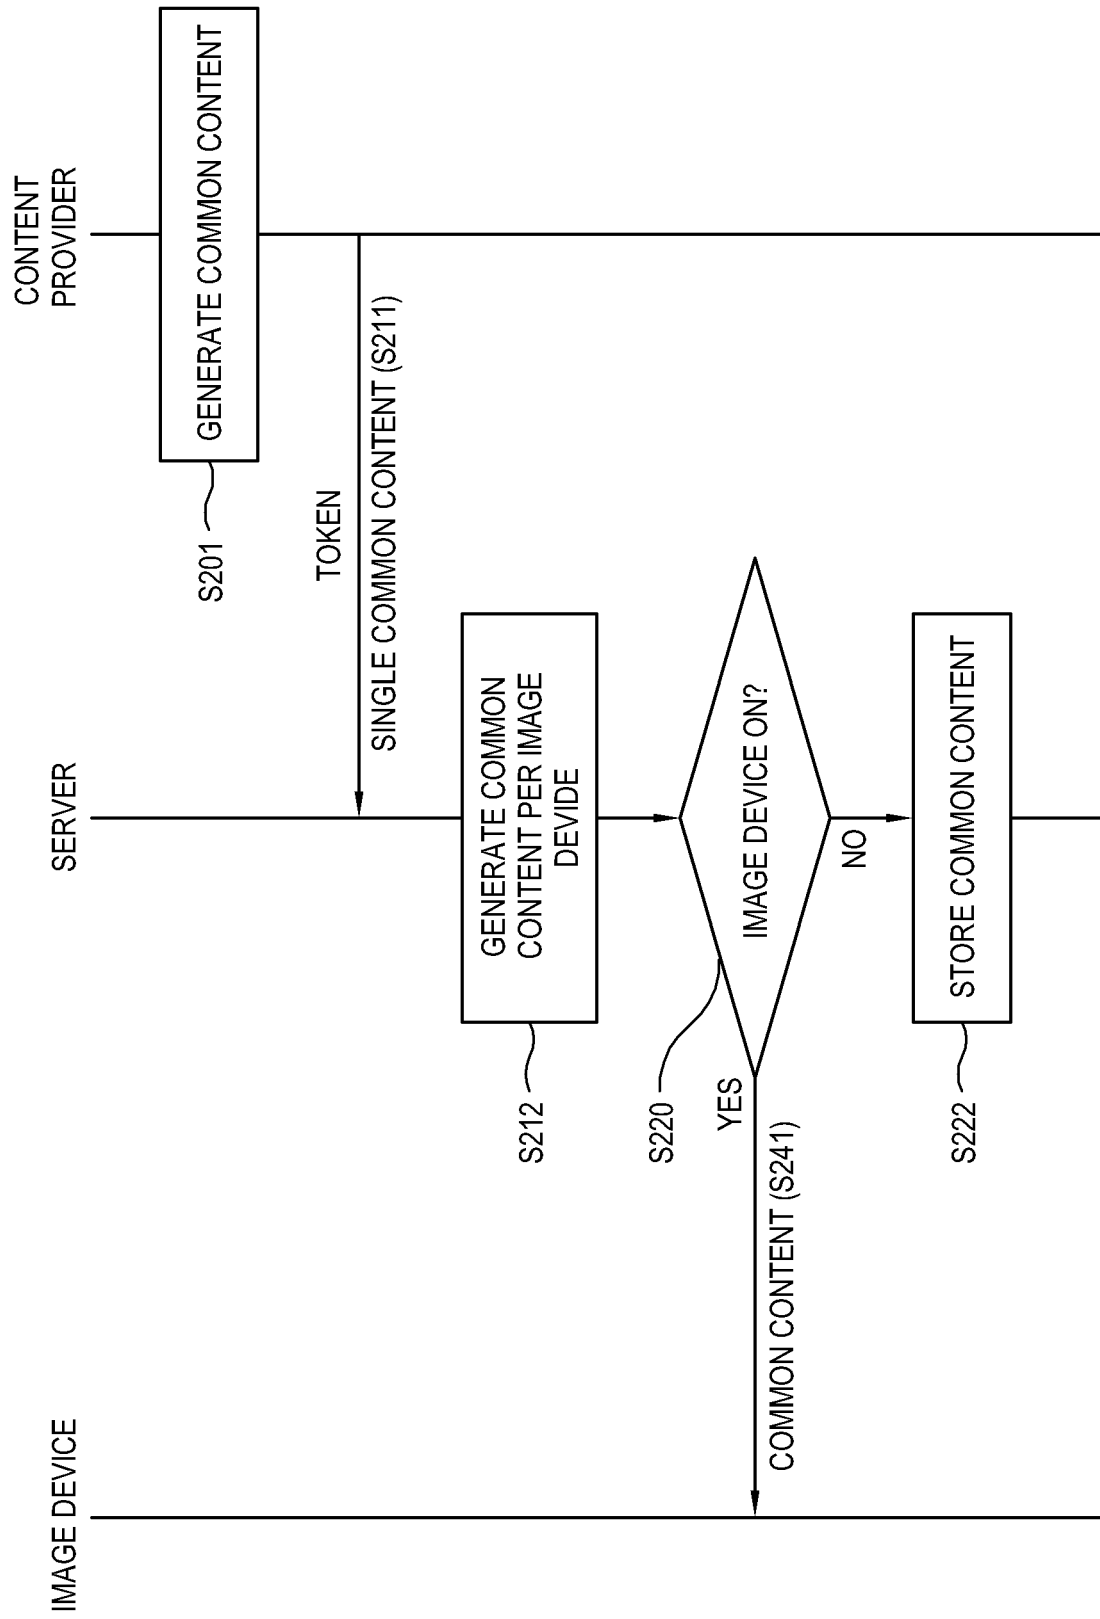 IMAGE DEVICE
SERVER
CONTENT
PROVIDER
GENERATE COMMON CONTENT
S201
TOKEN
SINGLE COMMON CONTENT (S211)
GENERATE COMMON
CONTENT PER IMAGE
DEVIDE
S212
IMAGE DEVICE ON?
S220
YES
COMMON CONTENT (S241)
NO
STORE COMMON CONTENT
S222